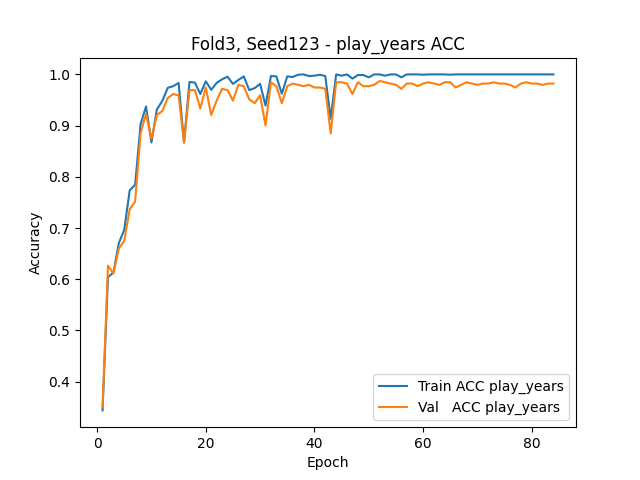 Fold3, Seed123 - play_years ACC
Accuracy
1.0
0.9
0.8
0.7
0.6
0.5
0.4
0
20
40
60
80
Epoch
Train ACC play_years
Val   ACC play_years